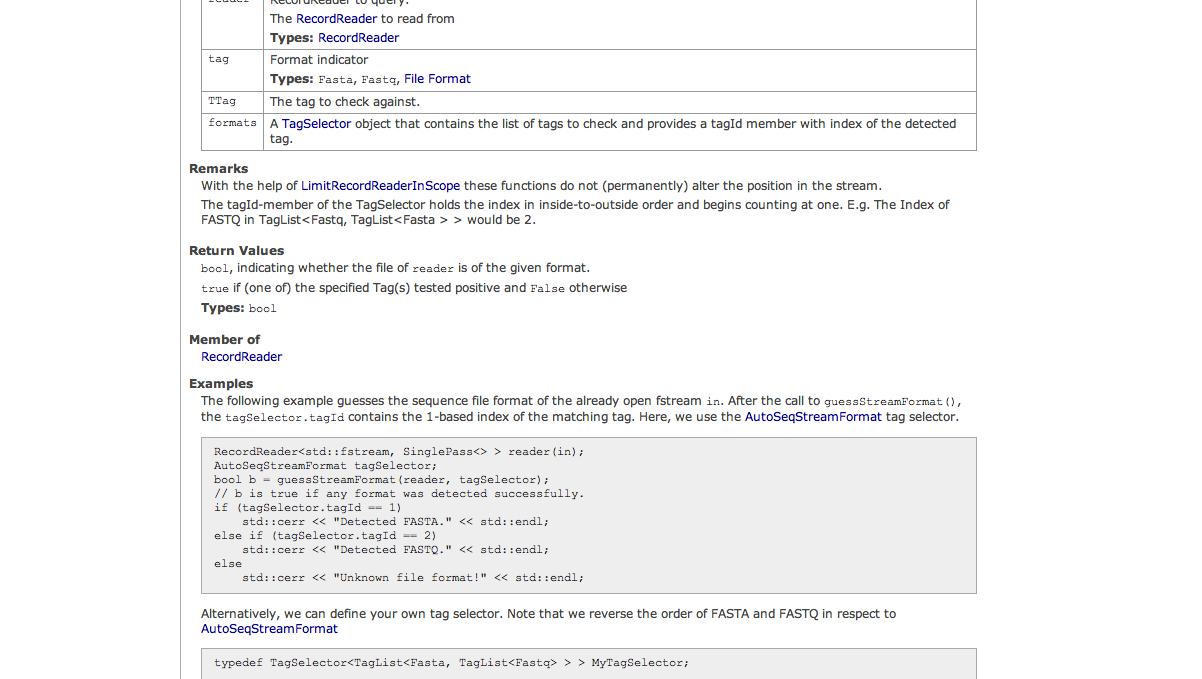 reader RecordReader to query.
The RecordReader to read from
Types: RecordReader
tag Format indicator
Types: Fasta, Fastq, File Format
TTag The tag to check against.
formats A TagSelector object that contains the list of tags to check and provides a tagId member with index of the detected
tag.
Remarks
With the help of LimitRecordReaderInScope these functions do not (permanently) alter the position in the stream.
The tagId-member of the TagSelector holds the index in inside-to-outside order and begins counting at one. E.g. The Index of
FASTQ in TagList<Fastq, TagList<Fasta > > would be 2.
Return Values
bool, indicating whether the file of reader is of the given format.
true if (one of) the specified Tag(s) tested positive and False otherwise
Types: bool
Member of
RecordReader
Examples
The following example guesses the sequence file format of the already open fstream in. After the call to guessStreamFormat(),
the tagSelector.tagId contains the 1-based index of the matching tag. Here, we use the AutoSeqStreamFormat tag selector.
RecordReader<std::fstream, SinglePass<> > reader(in);
AutoSeqStreamFormat tagSelector;
bool b = guessStreamFormat(reader, tagSelector);
// b is true if any format was detected successfully.
if (tagSelector.tagId == 1)
    std::cerr << "Detected FASTA." << std::endl;
else if (tagSelector.tagId == 2)
    std::cerr << "Detected FASTQ." << std::endl;
else
    std::cerr << "Unknown file format!" << std::endl;
Alternatively, we can define your own tag selector. Note that we reverse the order of FASTA and FASTQ in respect to
AutoSeqStreamFormat
typedef TagSelector<TagList<Fasta, TagList<Fastq> > > MyTagSelector;